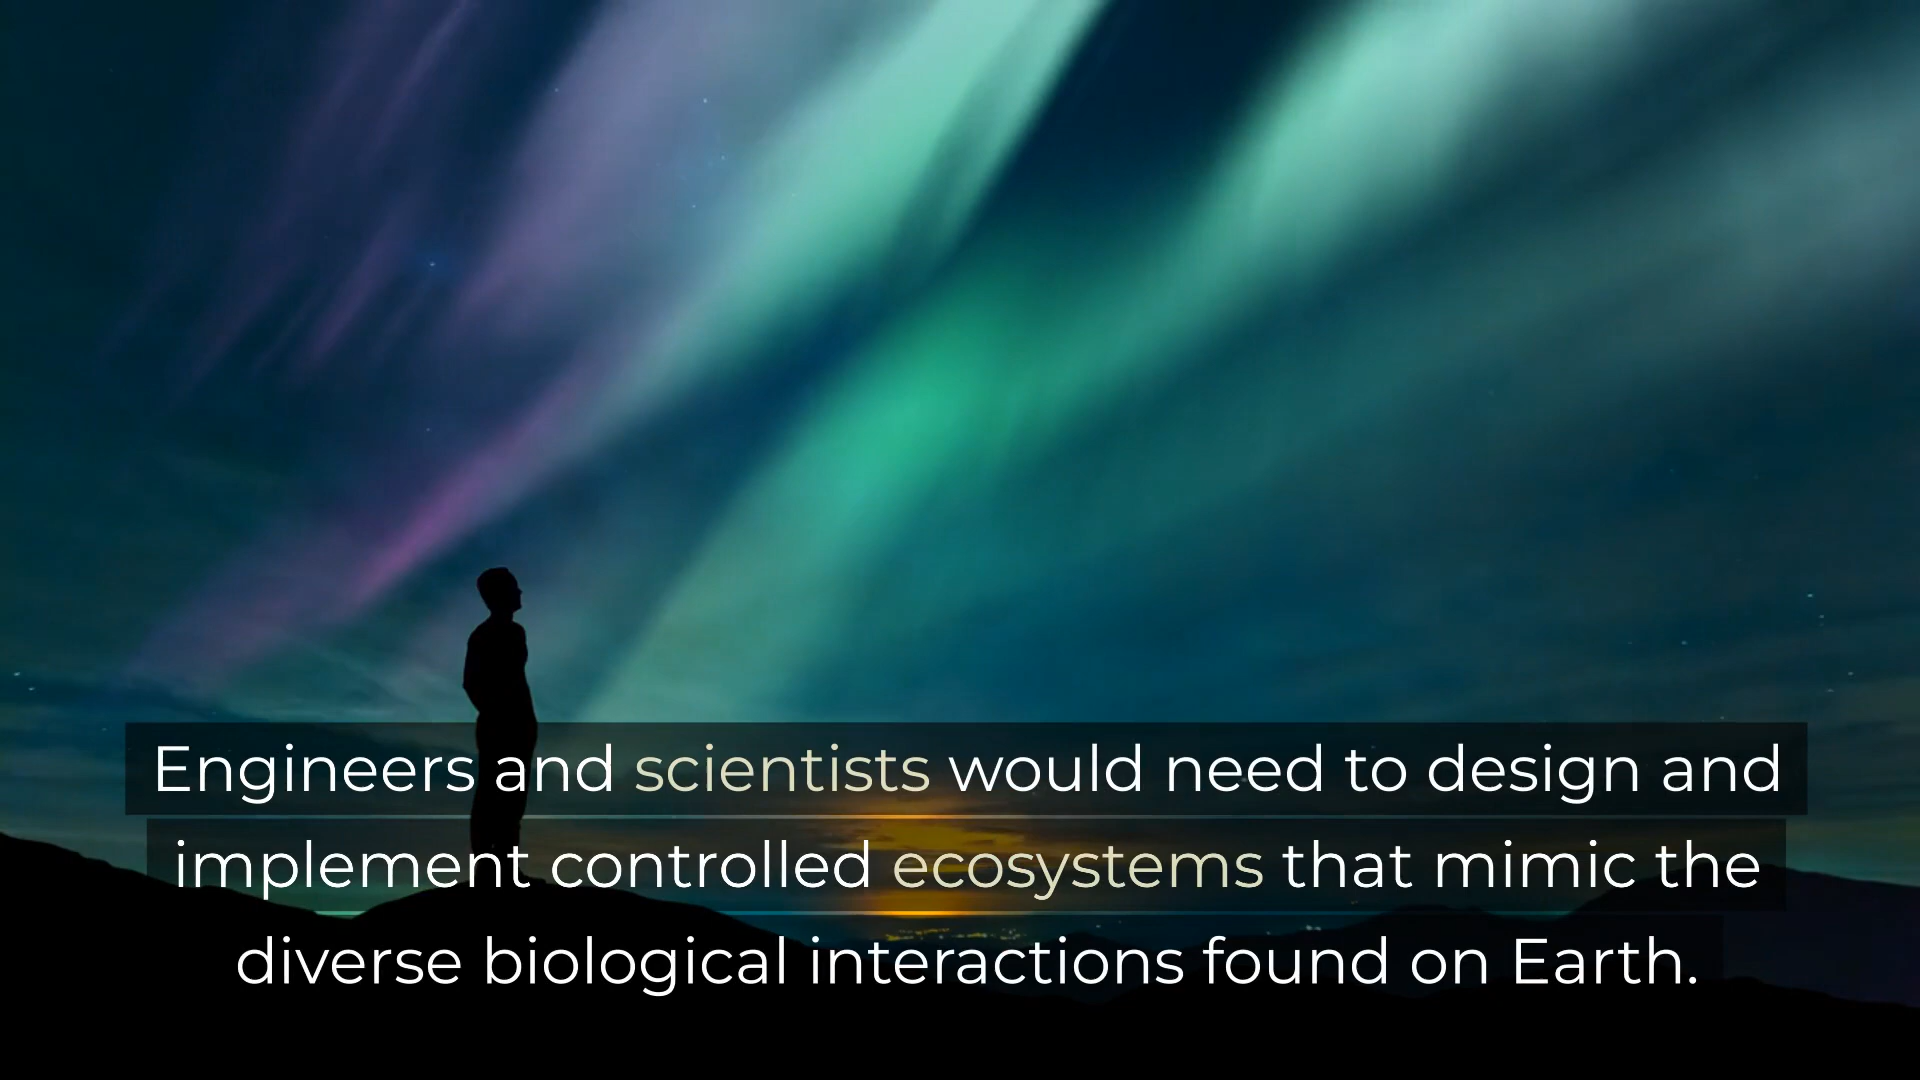 Engineers and scientists would need to design and
implement controlled ecosystems that mimic the
diverse biological interactions found on Earth.